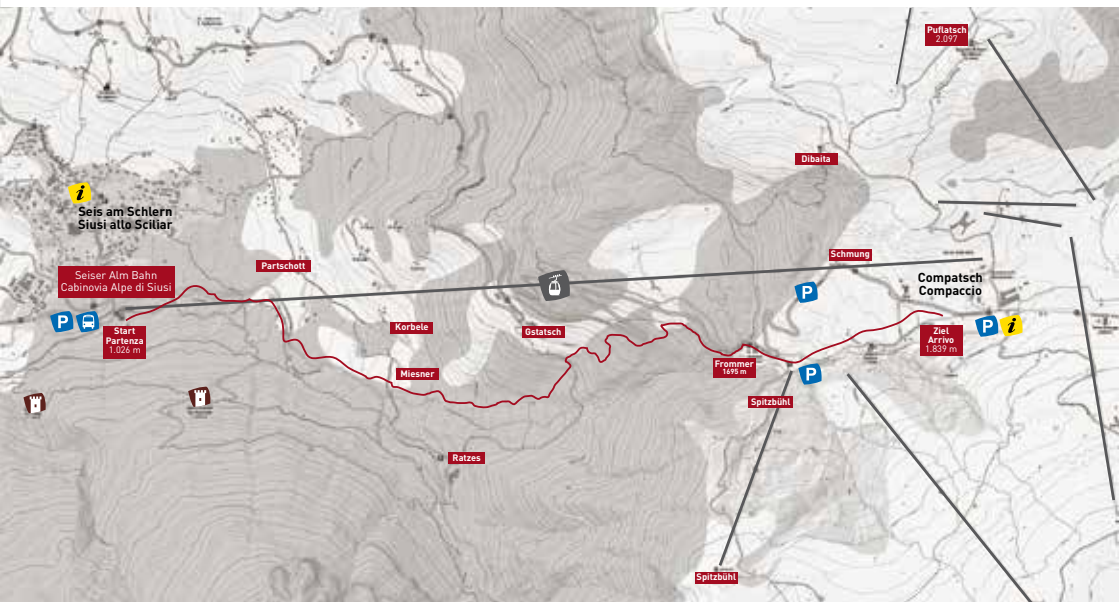 Puflatsch
2.097
Dibaita
i
Seis am Schlern
Siusi allo Sciliar
Schmung
Partschott
Seiser Alm Bahn
Cabinovia Alpe di Siusi
Compatsch
Compaccio
P
P
Start
Partenza
1.026 m
Korbele
Gstatsch
Ziel
Arrivo
1.839 m
P
i
Frommer
1695 m
Miesner
P
Spitzbühl
Ratzes
Spitzbühl